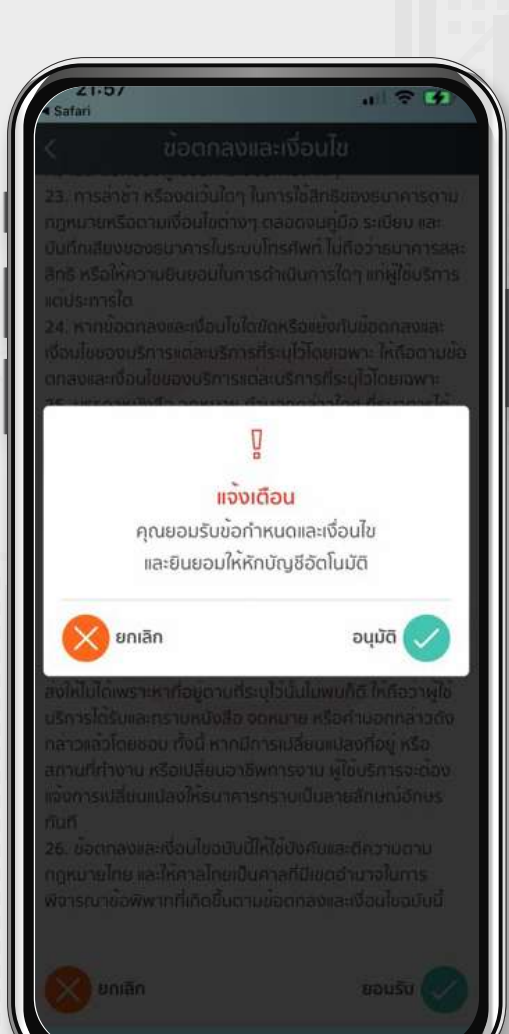 21:57
Safari
ข้อตกลงและเงื่อนไข
23. การล่าช้า หรืองดเว้นใดๆ ในการใช้สิทธิของธนาคารตาม
กฎหมายหรือตามเงื่อนไขต่างๆ ตลอดจนคู่มือ ระเบียบ และ
บันทึกเสียงของธนาคารในระบบโทรศัพท์ ไม่ถือว่าธนาคารสละ
สิทธิ หรือให้ความยินยอมในการดำเนินการใดๆ แก่ผู้ใช้บริการ
แต่ประการใด
24. หากข้อตกลงและเงื่อนไขใดขัดหรือแย้งกับข้อตกลงและ
เงื่อนไขของบริการแต่ละบริการที่ระบุไว้โดยเฉพาะ ให้ถือตามข้อ
ตกลงและเงื่อนไขของบริการแต่ละบริการที่ระบุไว้โดยเฉพาะ
แจ้งเตือน
คุณยอมรับข้อกำหนดและเงื่อนไข
และยินยอมให้หักบัญชีอัตโนมัติ
ยกเลิก อนุมัติ
ส่งให้ไม่ได้เพราะหาที่อยู่ตามที่ระบุไว้นั้นไม่พบก็ดี ให้ถือว่าผู้ใช้
บริการได้รับและทราบหนังสือ จดหมาย หรือคำบอกกล่าวดัง
กล่าวแล้วโดยชอบ ทั้งนี้ หากมีการเปลี่ยนแปลงที่อยู่ หรือ
สถานที่ทำงาน หรือเปลี่ยนอาชีพการงาน ผู้ใช้บริการจะต้อง
แจ้งการเปลี่ยนแปลงให้ธนาคารทราบเป็นลายลักษณ์อักษร
ทันที
26. ข้อตกลงและเงื่อนไขฉบับนี้ให้ใช้บังคับและตีความตาม
กฎหมายไทย และให้ศาลไทยเป็นศาลที่มีเขตอำนาจในการ
พิจารณาข้อพิพาทที่เกิดขึ้นตามข้อตกลงและเงื่อนไขฉบับนี้
ยกเลิก ยอมรับ